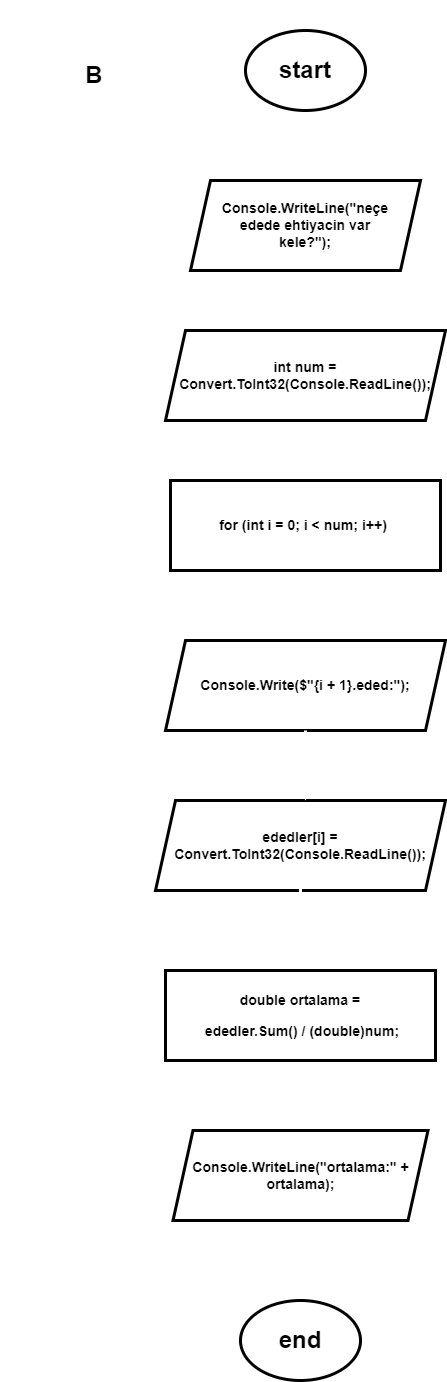 B
start
Console.WriteLine("neçe
edede ehtiyacin var
kele?");
int num =
Convert.ToInt32(Console.ReadLine());
for (int i = 0; i < num; i++)
Console.Write($"{i + 1}.eded:");
ededler[i] =
Convert.ToInt32(Console.ReadLine());
double ortalama =
ededler.Sum() / (double)num;
Console.WriteLine("ortalama:" +
ortalama);
end